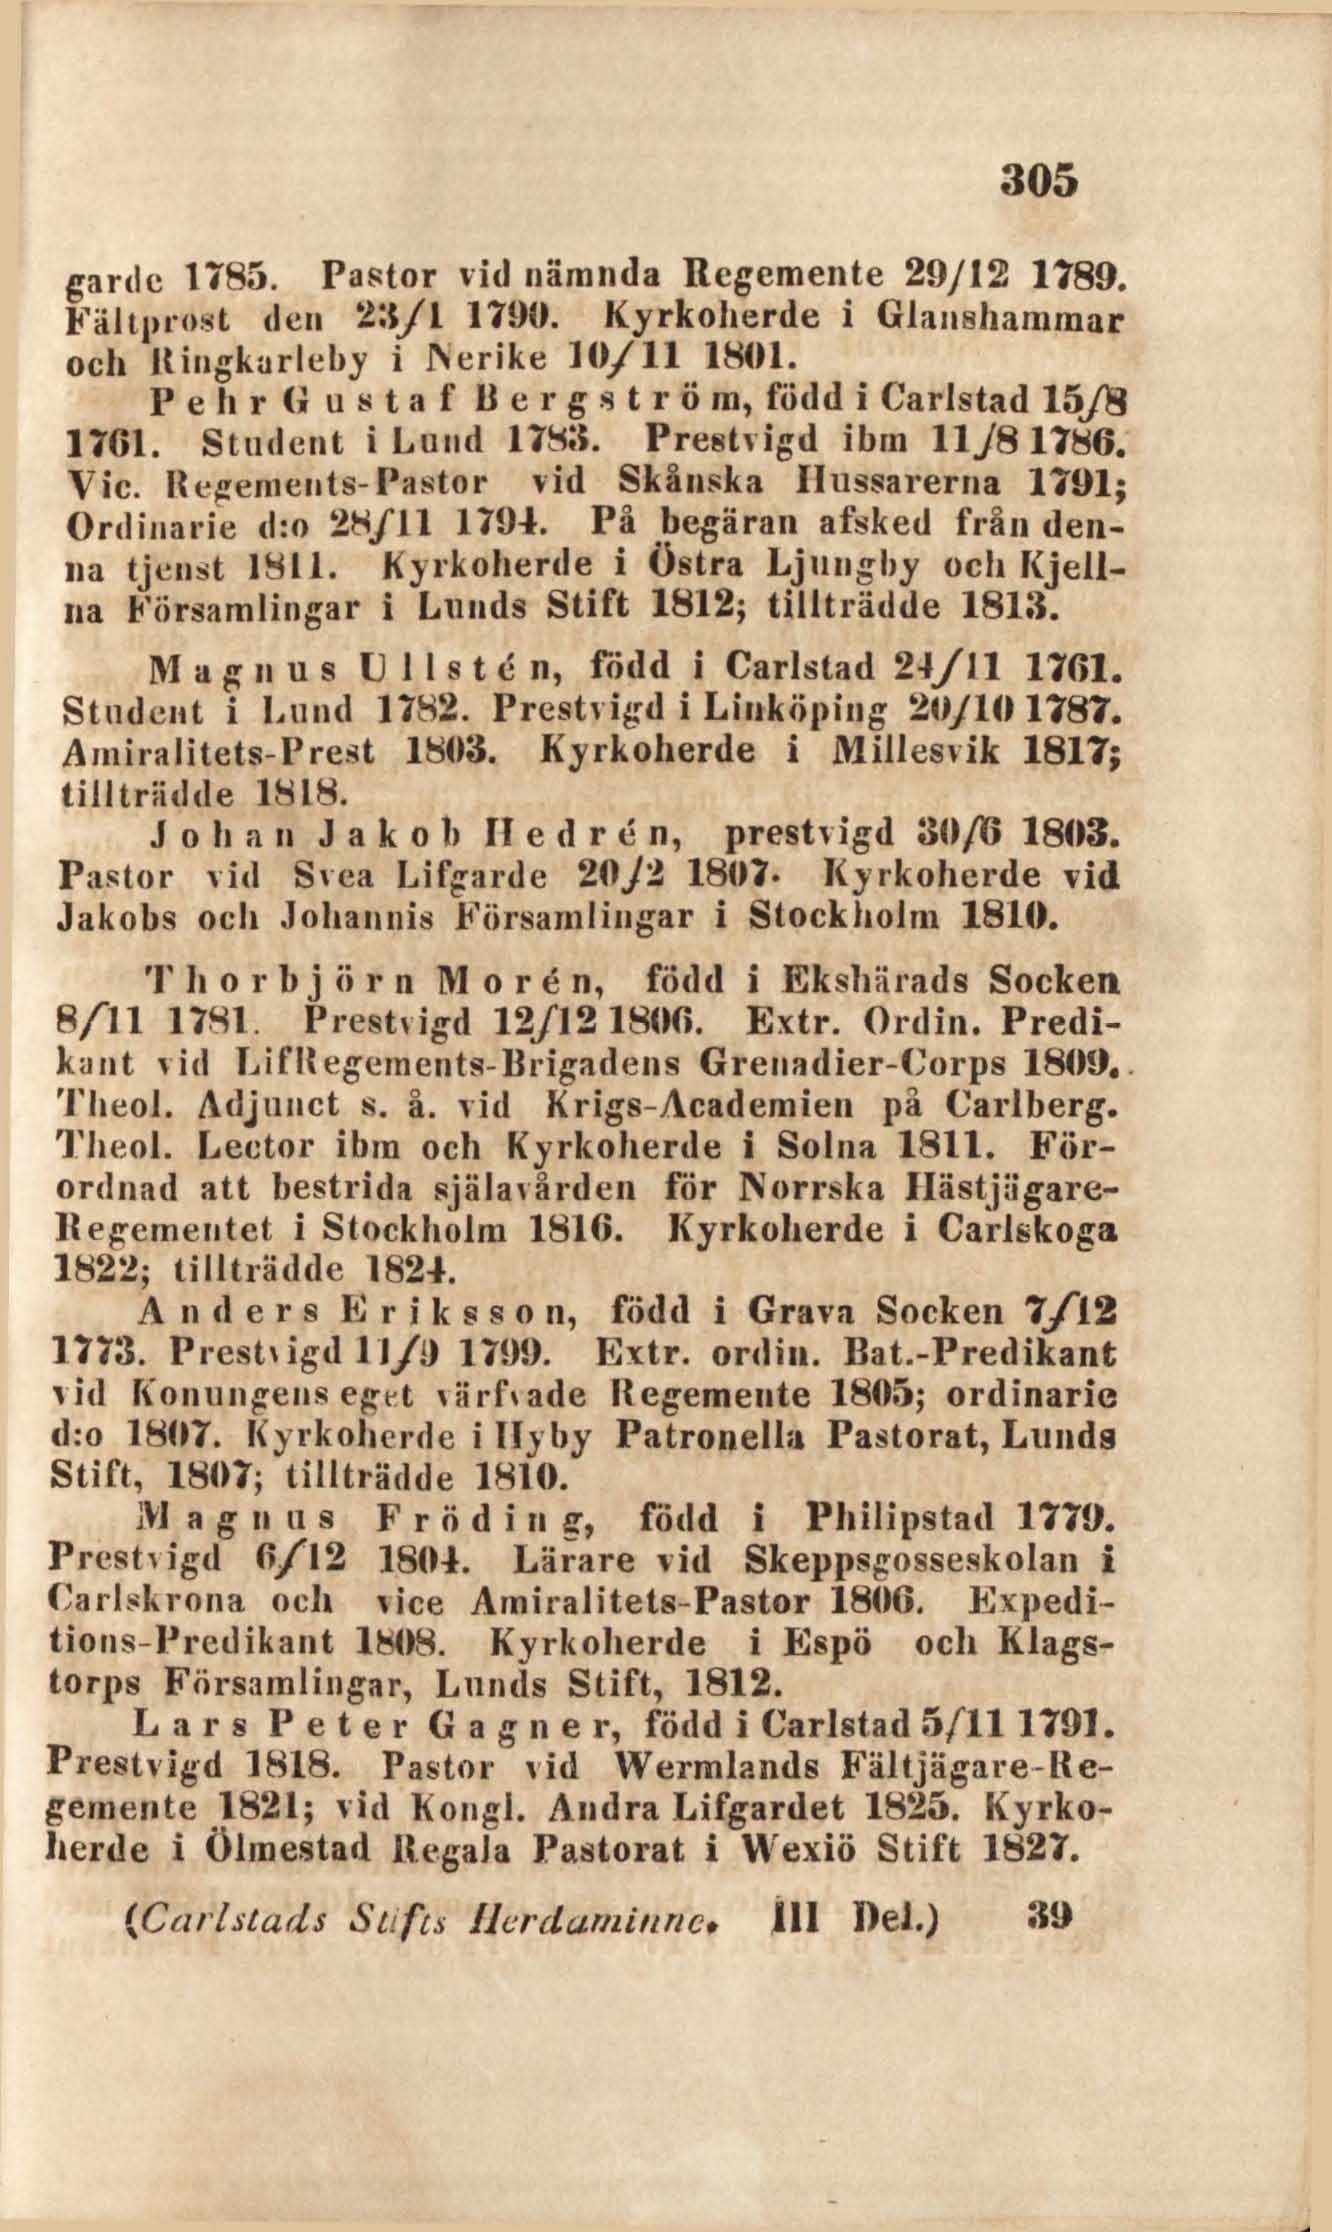 305
garde 1785. Pastor vid nämnda Regemente 29/12 1789.
Fältprost den 23/1 1790. Kyrkoherde i Glanshammar
och Ringkarleby i Nerike 10/11 1801.
Pehr Gustaf Bergström, född i Carlstad 15/8
1761. Student i Lund 1783. Prestvigd ibm 11/8 1786.
Vic. Regements-Pastor vid Skånska Hussarerna 1791;
Ordinarie d:o 28/11 1794. På begäran afsked från den-
na tjenst 1811. Kyrkoherde i Östra Ljungby och Kjell-
na Församlingar i Lunds Stift 1812; tillträdde 1813.
Magnus Ullstén, född i Carlstad 24/11 1761.
Student i Lund 1782. Prestvigd i Linköping 20/10 1787.
Amiralitets-Prest 1803. Kyrkoherde i Millesvik 1817;
tillträdde 1818.
Johan Jakob Hedrén, prestvigd 30/6 1803.
Pastor vid Svea Lifgarde 20/2 1807. Kyrkoherde vid
Jakobs och Johannis Församlingar i Stockholm 1810.
Thorbjörn Morén, född i Ekshärads Socken
8/11 1781. Prestvigd 12/12 1806. Extr. Ordin. Predi-
kant vid LifRegements-Brigadens Grenadier-Corps 1809.
Theol. Adjunct s. å. vid Krigs-Academien på Carlberg.
Theol. Lector ibm och Kyrkoherde i Solna 1811. För-
ordnad att bestrida själavården för Norrska Hästjägare-
Regementet i Stockholm 1816. Kyrkoherde i Carlskoga
1822; tillträdde 1824.
Anders Eriksson, född i Grava Socken 7/12
1773. Prestvigd 11/9 1799. Extr. ordin. Bat.-Predikant
vid Konungens eget värfvade Regemente 1805; ordinarie
d:o 1807. Kyrkoherde i Hyby Patronella Pastorat, Lunds
Stift, 1807; tillträdde 1810.
Magnus Fröding, född i Philipstad 1779.
Prestvigd 6/12 1804. Lärare vid Skeppsgosseskolan i
Carlskrona och vice Amiralitets-Pastor 1806. Expedi-
tions-Predikant 1808. Kyrkoherde i Espö och Klags-
torps Församlingar, Lunds Stift, 1812.
Lars Peter Gagner, född i Carlstad 5/11 1791.
Prestvigd 1818. Pastor vid Wermlands Fältjägare-Re-
gemente 1821; vid Kongl. Andra Lifgardet 1825. Kyrko-
herde i Ölmestad Regala Pastorat i Wexiö Stift 1827.
(Carlstads Stifts Herdaminne. III Del.) 39